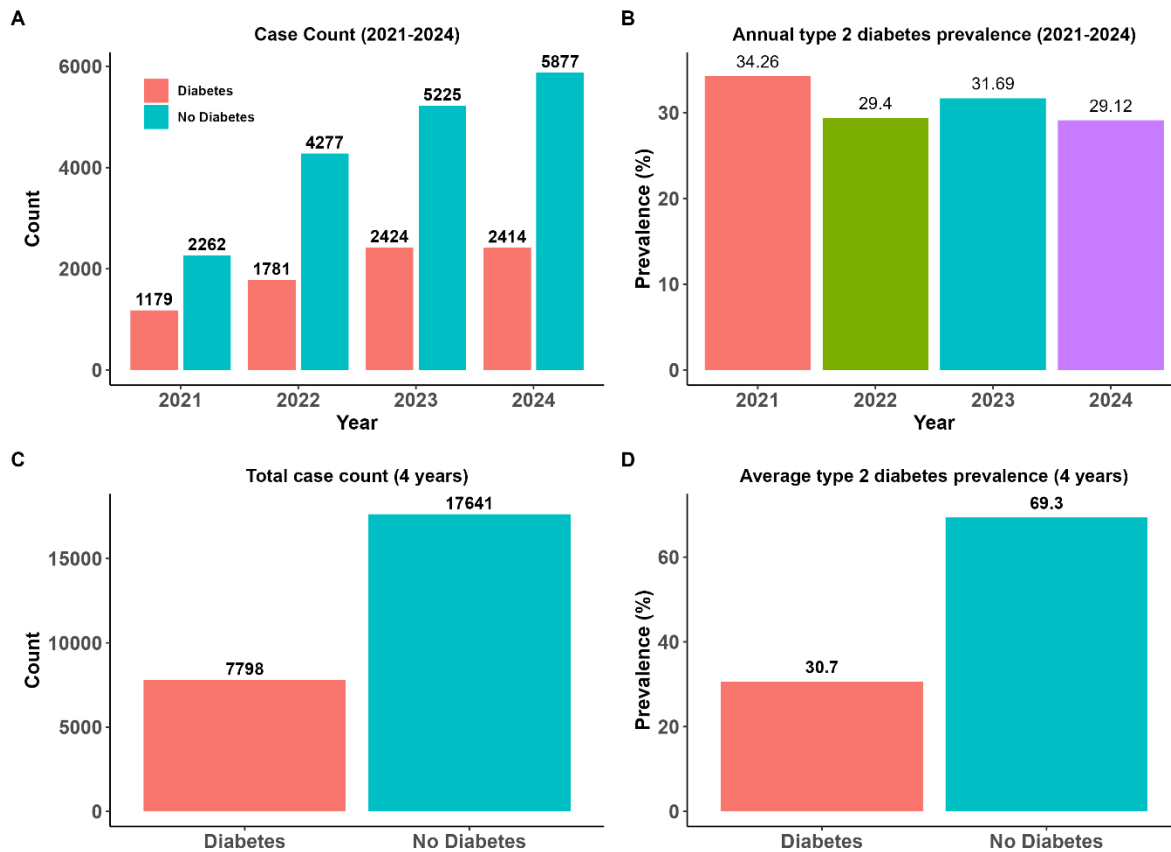 A
Case Count (2021-2024)
Count
6000
4000
2000
0
Diabetes
No Diabetes
1179
2262
1781
4277
2424
5225
2414
5877
2021
2022
2023
2024
Year
B
Annual type 2 diabetes prevalence (2021-2024)
Prevalence (%)
30
20
10
0
34.26
29.4
31.69
29.12
2021
2022
2023
2024
Year
C
Total case count (4 years)
Count
15000
10000
5000
0
7798
17641
Diabetes
No Diabetes
D
Average type 2 diabetes prevalence (4 years)
Prevalence (%)
60
40
20
0
30.7
69.3
Diabetes
No Diabetes